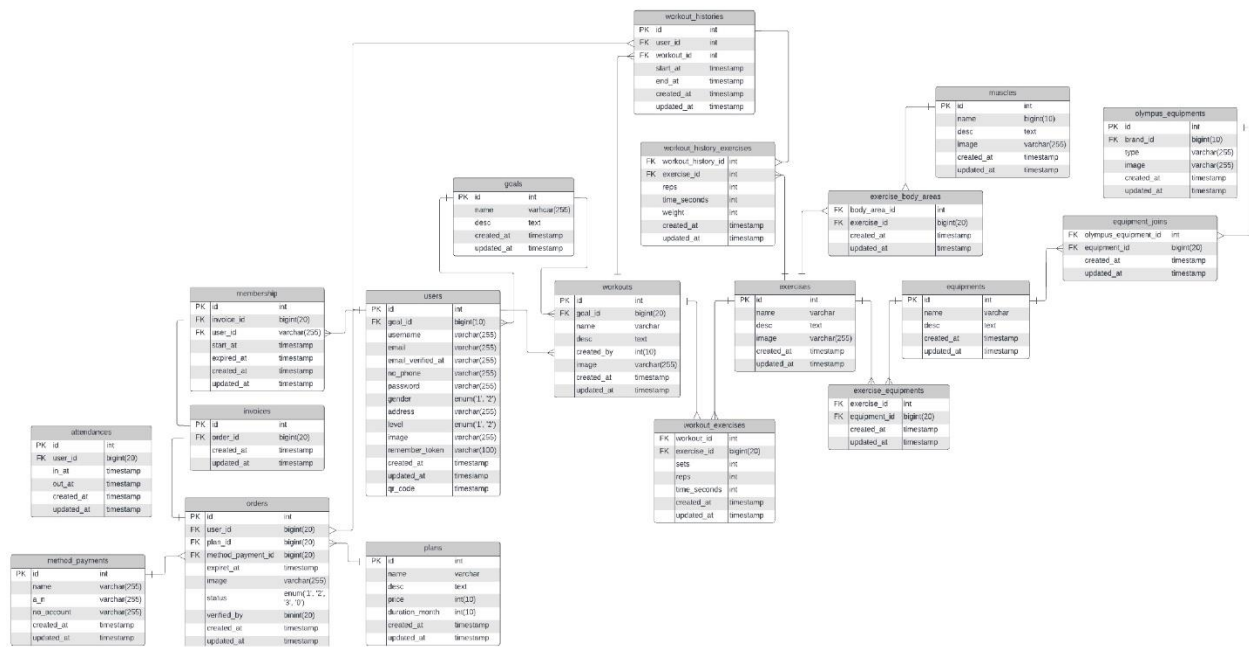 workout_histories
PK id int
FK user_id int
FK workout_id int
start_at timestamp
end_at timestamp
created_at timestamp
updated_at timestamp
muscles
PK id int
name bigint(10)
desc text
image varchar(255)
created_at timestamp
updated_at timestamp
olympus_equipments
PK id int
FK brand_id bigint(10)
type varchar(255)
image varchar(255)
created_at timestamp
updated_at timestamp
workout_history_exercises
FK workout_history_id int
FK exercise_id int
reps int
time_seconds int
weight int
created_at timestamp
updated_at timestamp
goals
PK id int
name varhcar(255)
desc text
created_at timestamp
updated_at timestamp
exercise_body_areas
FK body_area_id int
FK exercise_id bigint(20)
created_at timestamp
updated_at timestamp
equipment_joins
FK olympus_equipment_id int
FK equipment_id bigint(20)
created_at timestamp
updated_at timestamp
membership
PK id int
FK invoice_id bigint(20)
FK user_id varchar(255)
start_at timestamp
expired_at timestamp
created_at timestamp
updated_at timestamp
users
PK id int
FK goal_id bigint(10)
username varchar(255)
email varchar(255)
email_verified_at varchar(255)
no_phone varchar(255)
password varchar(255)
gender enum('1', '2')
address varchar(255)
level enum('1', '2')
image varchar(255)
remember_token varchar(100)
created_at timestamp
updated_at timestamp
qr_code timestamp
workouts
PK id int
FK goal_id bigint(20)
name varchar
desc text
created_by int(10)
image varchar(255)
created_at timestamp
updated_at timestamp
exercises
PK id int
name varchar
desc text
image varchar(255)
created_at timestamp
updated_at timestamp
equipments
PK id int
name varchar
desc text
created_at timestamp
updated_at timestamp
exercise_equipments
FK exercise_id int
FK equipment_id bigint(20)
created_at timestamp
updated_at timestamp
invoices
PK id int
FK order_id bigint(20)
created_at timestamp
updated_at timestamp
attendances
PK id int
FK user_id bigint(20)
in_at timestamp
out_at timestamp
created_at timestamp
updated_at timestamp
workout_exercises
FK workout_id int
FK exercise_id bigint(20)
sets int
reps int
time_seconds int
created_at timestamp
updated_at timestamp
orders
PK id int
FK user_id bigint(20)
FK plan_id bigint(20)
FK method_payment_id bigint(20)
expiret_at timestamp
image varchar(255)
status enum('1', '2', '3', '0')
verified_by binint(20)
created_at timestamp
updated_at timestamp
plans
PK id int
name varchar
desc text
price int(10)
duration_month int(10)
created_at timestamp
updated_at timestamp
method_payments
PK id int
name varchar(255)
a_n varchar(255)
no_account varchar(255)
created_at timestamp
updated_at timestamp